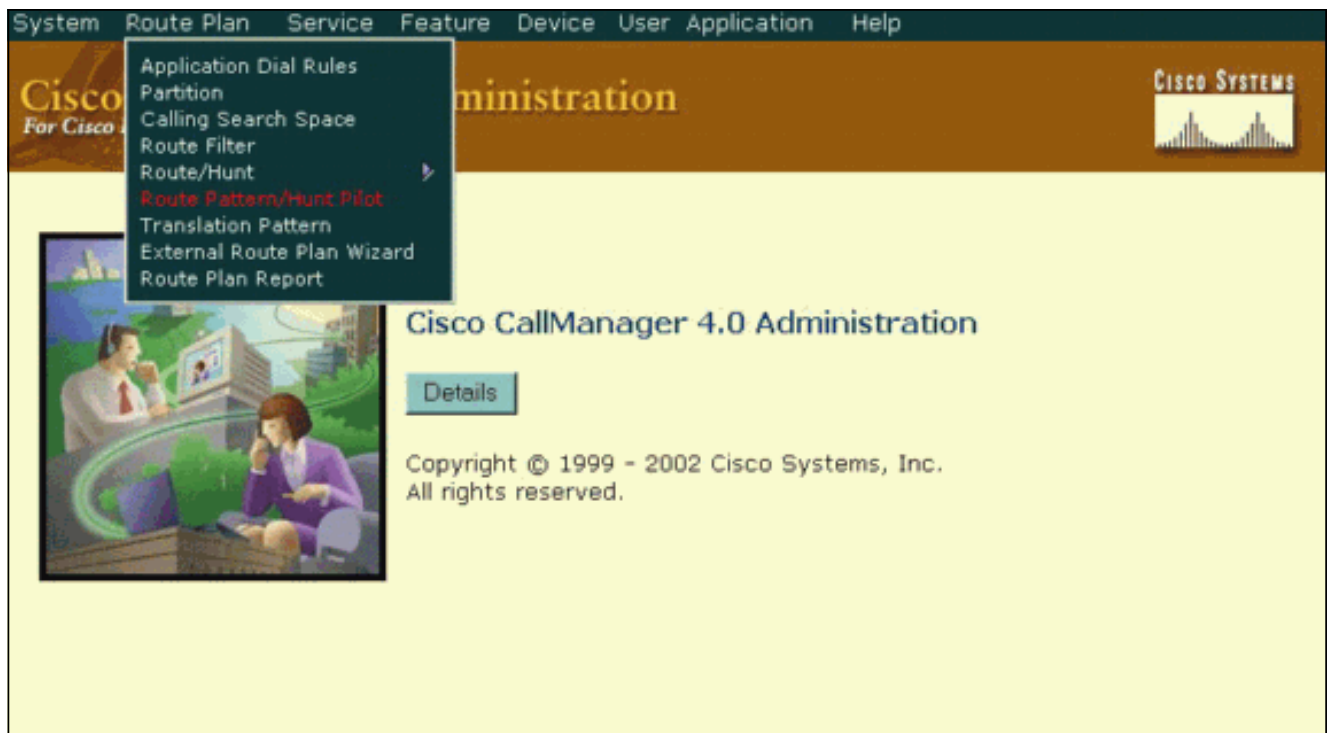 System Route Plan Service Feature Device User Application Help
Application Dial Rules
Partition
Calling Search Space
Route Filter
Route/Hunt
Route Pattern/Hunt Pilot
Translation Pattern
External Route Plan Wizard
Route Plan Report
Cisco ministration
For Cisco
CISCO SYSTEMS
Cisco CallManager 4.0 Administration
Details
Copyright © 1999 - 2002 Cisco Systems, Inc.
All rights reserved.